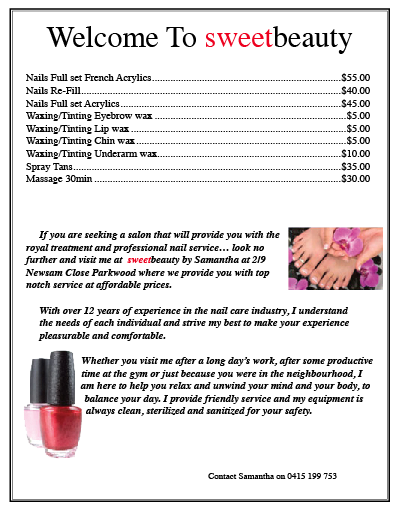 Welcome To sweetbeauty
Nails Full set French Acrylics..........................................................................$55.00
Nails Re-Fill.....................................................................................................$40.00
Nails Full set Acrylics......................................................................................$45.00
Waxing/Tinting Eyebrow wax ...........................................................................$5.00
Waxing/Tinting Lip wax ....................................................................................$5.00
Waxing/Tinting Chin wax ..................................................................................$5.00
Waxing/Tinting Underarm wax........................................................................$10.00
Spray Tans.........................................................................................................$35.00
Massage 30min .................................................................................................$30.00
If you are seeking a salon that will provide you with the
royal treatment and professional nail service... look no
further and visit me at sweetbeauty by Samantha at 2/9
Newsam Close Parkwood where we provide you with top
notch service at affordable prices.
With over 12 years of experience in the nail care industry, I understand
the needs of each individual and strive my best to make your experience
pleasurable and comfortable.
Whether you visit me after a long day's work, after some productive
time at the gym or just because you were in the neighbourhood, I
am here to help you relax and unwind your mind and your body, to
balance your day. I provide friendly service and my equipment is
always clean, sterilized and sanitized for your safety.
Contact Samantha on 0415 199 753